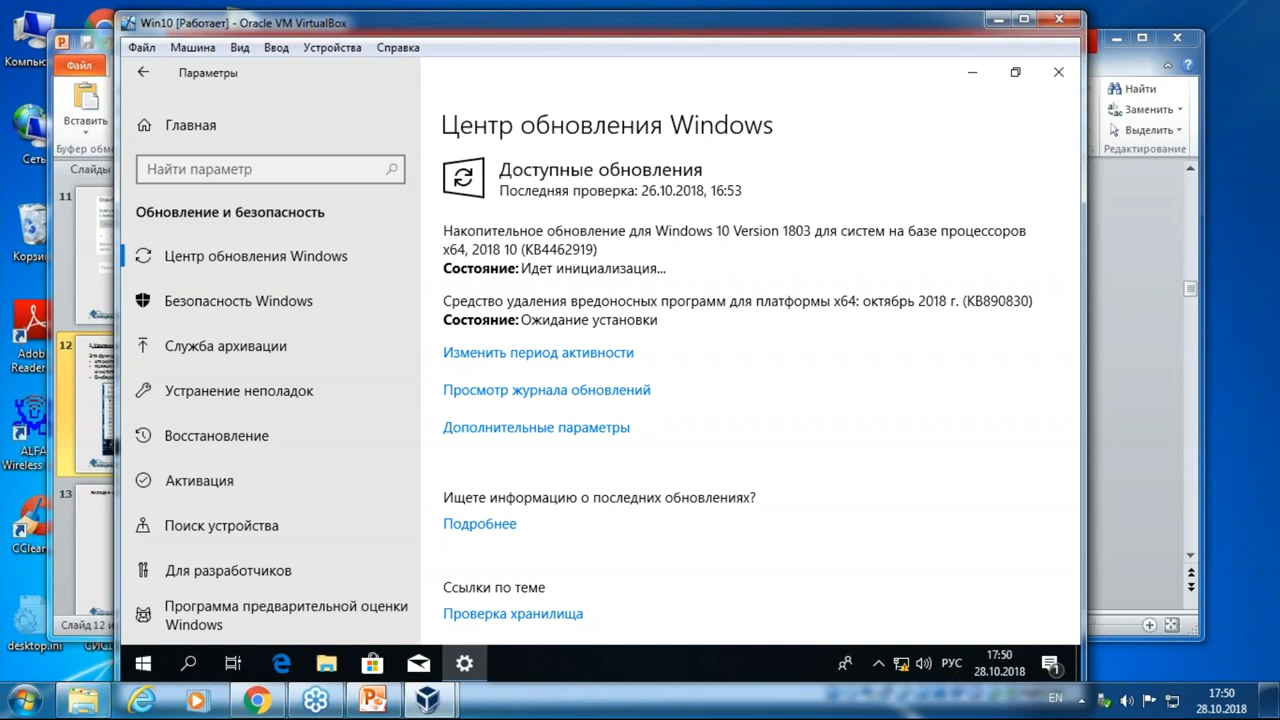 Win10 [Работает] - Oracle VM VirtualBox
Файл Машина Вид Ввод Устройства Справка
Параметры
Главная
Найти параметр
Обновление и безопасность
Центр обновления Windows
Безопасность Windows
Служба архивации
Устранение неполадок
Восстановление
Активация
Поиск устройства
Для разработчиков
Программа предварительной оценки
Windows
Центр обновления Windows
Доступные обновления
Последняя проверка: 26.10.2018, 16:53
Накопительное обновление для Windows 10 Version 1803 для систем на базе процессоров
x64, 2018 10 (KB4462919)
Состояние: Идет инициализация...
Средство удаления вредоносных программ для платформы x64: октябрь 2018 г. (KB890830)
Состояние: Ожидание установки
Изменить период активности
Просмотр журнала обновлений
Дополнительные параметры
Ищете информацию о последних обновлениях?
Подробнее
Ссылки по теме
Проверка хранилища
РУС
17:50
28.10.2018
1
Файл
Вставить
Слайды
11
12
13
Слайд 12
Найти
Заменить
Выделить
Редактирование
Сеть
Adob
Reader
ALFA
Wireless
CClean
desktop.ini
EN
17:50
28.10.2018